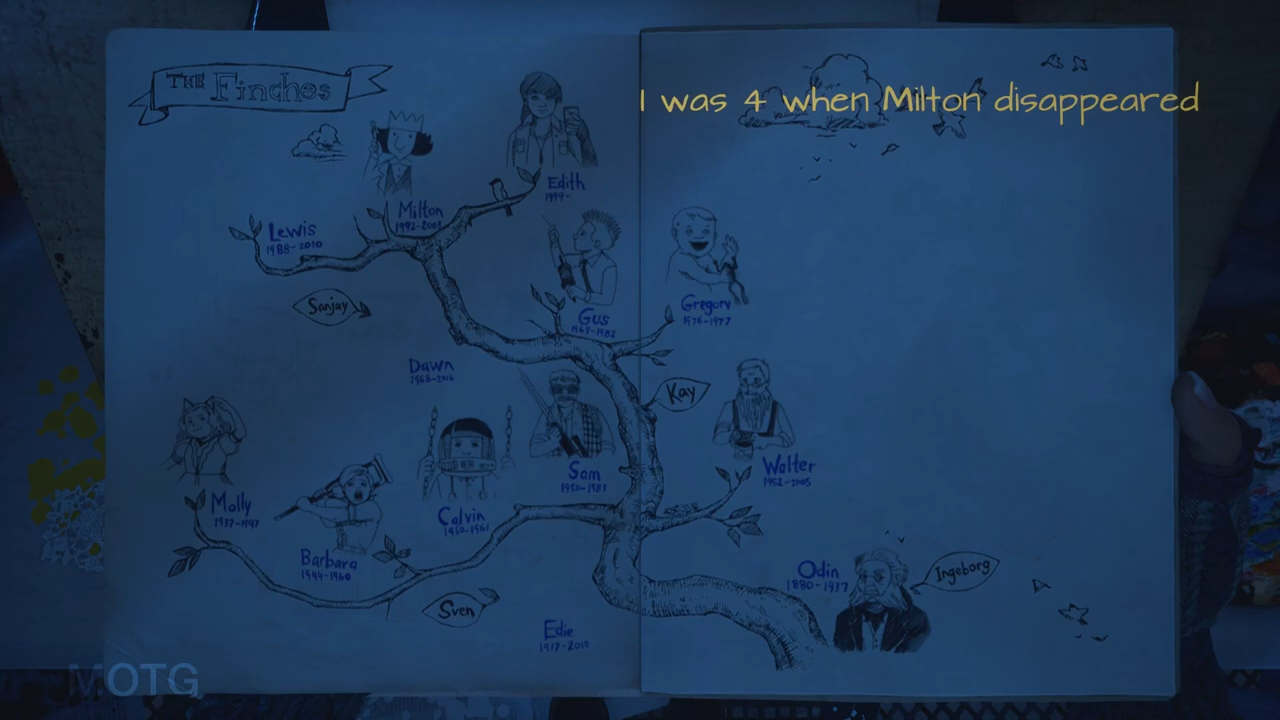 THE Finches
I was 4 when Milton disappeared
Edith
1999-
Milton
1992-2003
Lewis
1988-2010
Sanjay
Gus
1969-1982
Gregory
1976-1977
Dawn
1968-2016
Kay
Sam
1950-1983
Walter
1952-2005
Molly
1937-1947
Calvin
1950-1961
Barbara
1944-1960
Odin
1880-1937
Ingeborg
Sven
Edie
1917-2010
MOTG